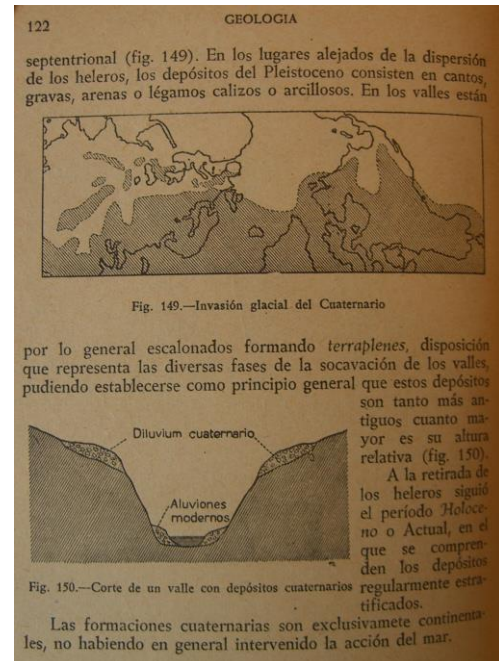 122
GEOLOGIA
septentrional (fig. 149). En los lugares alejados de la dispersión
de los heleros, los depósitos del Pleistoceno consisten en cantos,
gravas, arenas o légamos calizos o arcillosos. En los valles están
Fig. 149.—Invasión glacial del Cuaternario
por lo general escalonados formando terraplenes, disposición
que representa las diversas fases de la socavación de los valles,
pudiendo establecerse como principio general que estos depósitos
son tanto más an-
tiguos cuanto ma-
yor es su altura
relativa (fig. 150).
A la retirada de
los heleros siguió
el período Holoce-
no o Actual, en el
que se compren-
den los depósitos
regularmente estra-
tificados.
Diluvium cuaternario
Aluviones
modernos
Fig. 150.—Corte de un valle con depósitos cuaternarios
Las formaciones cuaternarias son exclusivamete continenta-
les, no habiendo en general intervenido la acción del mar.